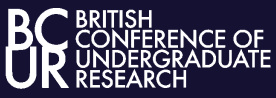 BC
UR
BRITISH
CONFERENCE OF
UNDERGRADUATE
RESEARCH